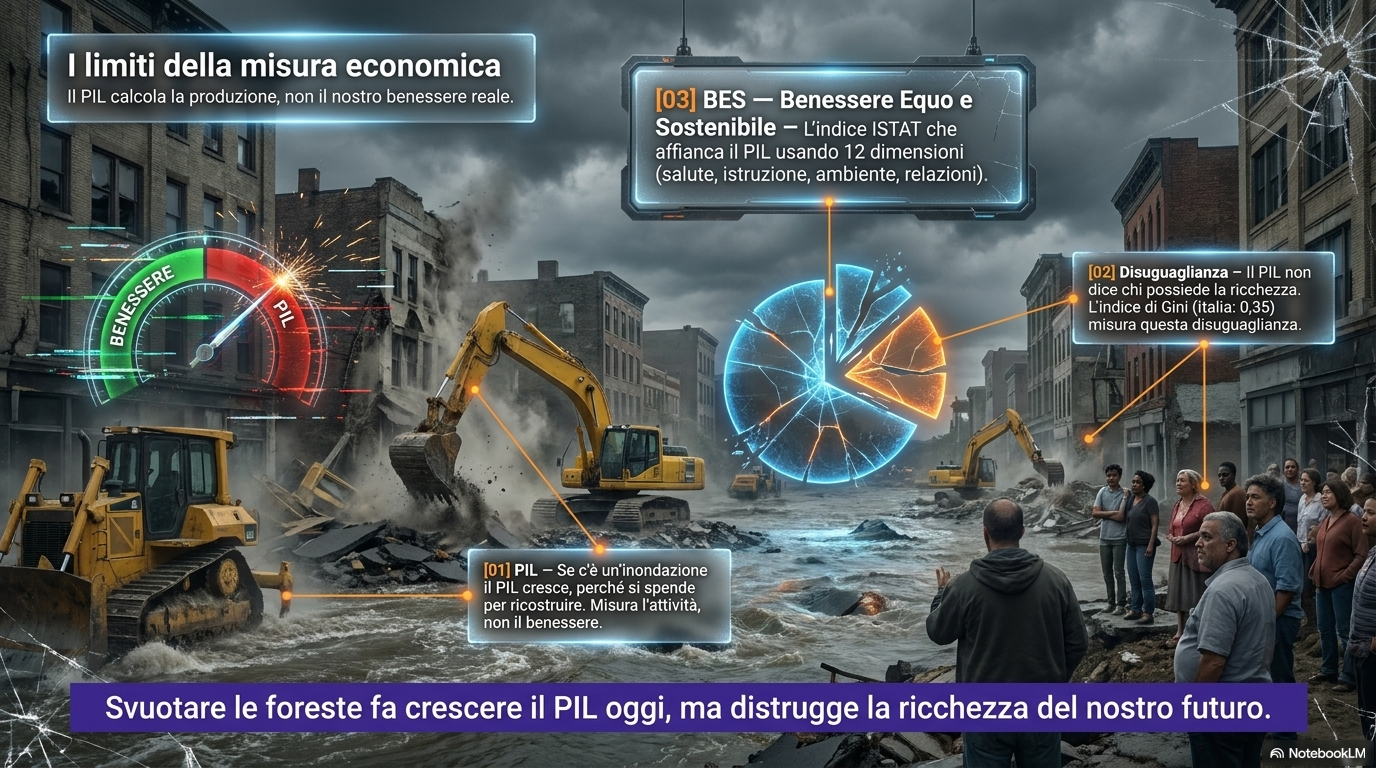 I limiti della misura economica
Il PIL calcola la produzione, non il nostro benessere reale.
[03] BES — Benessere Equo e
Sostenibile – L'indice ISTAT che
affianca il PIL usando 12 dimensioni
(salute, istruzione, ambiente, relazioni).
BENESSERE
PIL
[02] Disuguaglianza – Il PIL non
dice chi possiede la ricchezza.
L'indice di Gini (italia: 0,35)
misura questa disuguaglianza.
[01] PIL – Se c'è un'inondazione
il PIL cresce, perché si spende
per ricostruire. Misura l'attività,
non il benessere.
Svuotare le foreste fa crescere il PIL oggi, ma distrugge la ricchezza del nostro futuro.
NotebookLM